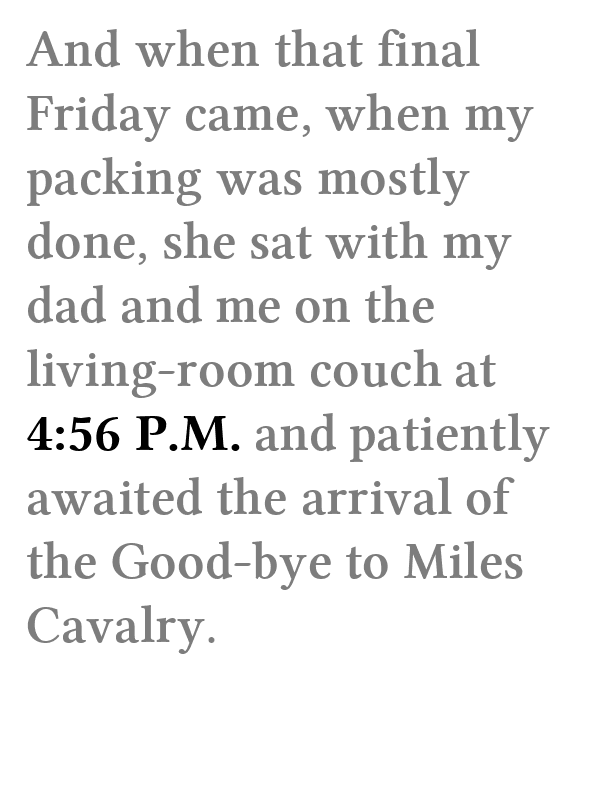 And when that final
Friday came, when my
packing was mostly
done, she sat with my
dad and me on the
living-room couch at
4:56 P.M. and patiently
awaited the arrival of
the Good-bye to Miles
Cavalry.